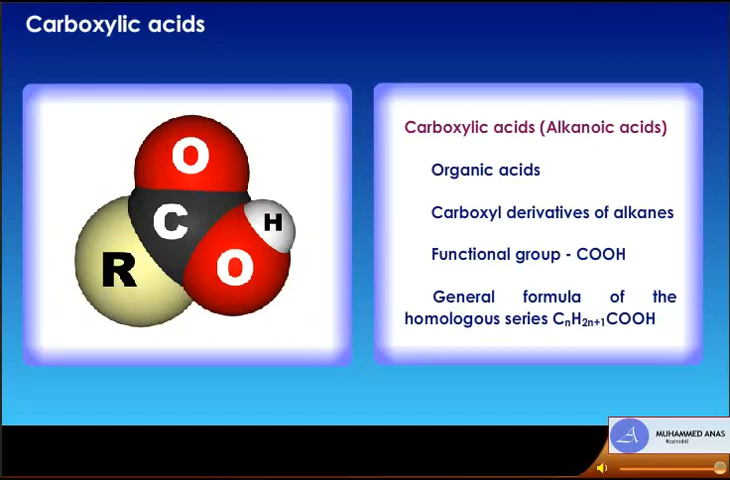 Carboxylic acids
O
C
H
R
O
Carboxylic acids (Alkanoic acids)
Organic acids
Carboxyl derivatives of alkanes
Functional group - COOH
General formula of the
homologous series CₙH₂ₙ₊₁COOH
A
MUHAMMED ANAS